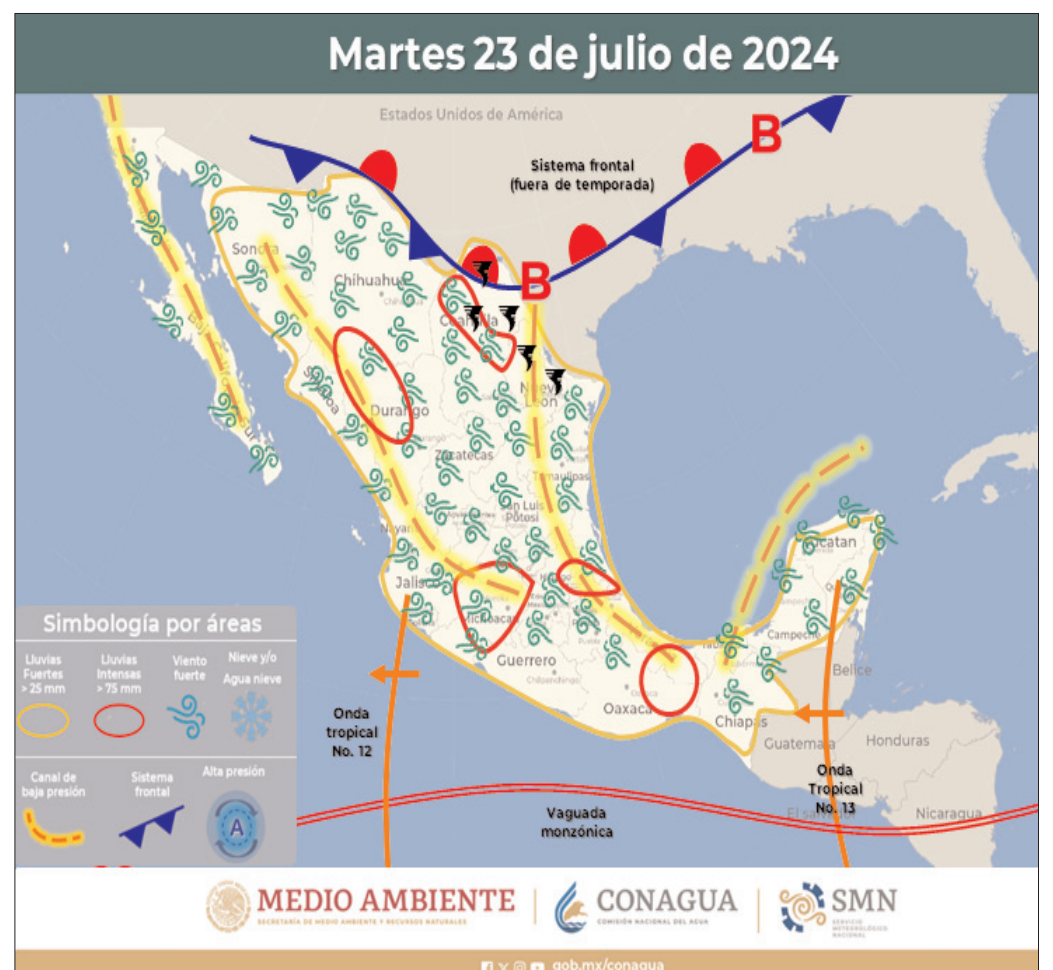 Martes 23 de julio de 2024
Estados Unidos de América
B
Sistema frontal
(fuera de temporada)
B
Sonora
Chihuahua
Coahuila
Baja California Sur
Sinaloa
Durango
Nuevo
León
Zacatecas
Tamaulipas
San Luis
Potosí
Nayarit
Jalisco
Michoacán
Guerrero
Chilpancingo
Oaxaca
Chiapas
Campeche
Yucatán
Belice
Guatemala
Honduras
El salvador
Nicaragua
Onda
tropical
No. 12
Onda
Tropical
No. 13
Vaguada
monzónica
Simbología por áreas
Lluvias
Fuertes
> 25 mm
Lluvias
Intensas
> 75 mm
Viento
fuerte
Nieve y/o
Agua nieve
Canal de
baja presión
Sistema
frontal
Alta presión
A
MEDIO AMBIENTE
SECRETARÍA DE MEDIO AMBIENTE Y RECURSOS NATURALES
CONAGUA
COMISIÓN NACIONAL DEL AGUA
SMN
SERVICIO
METEOROLÓGICO
NACIONAL
gob.mx/conagua